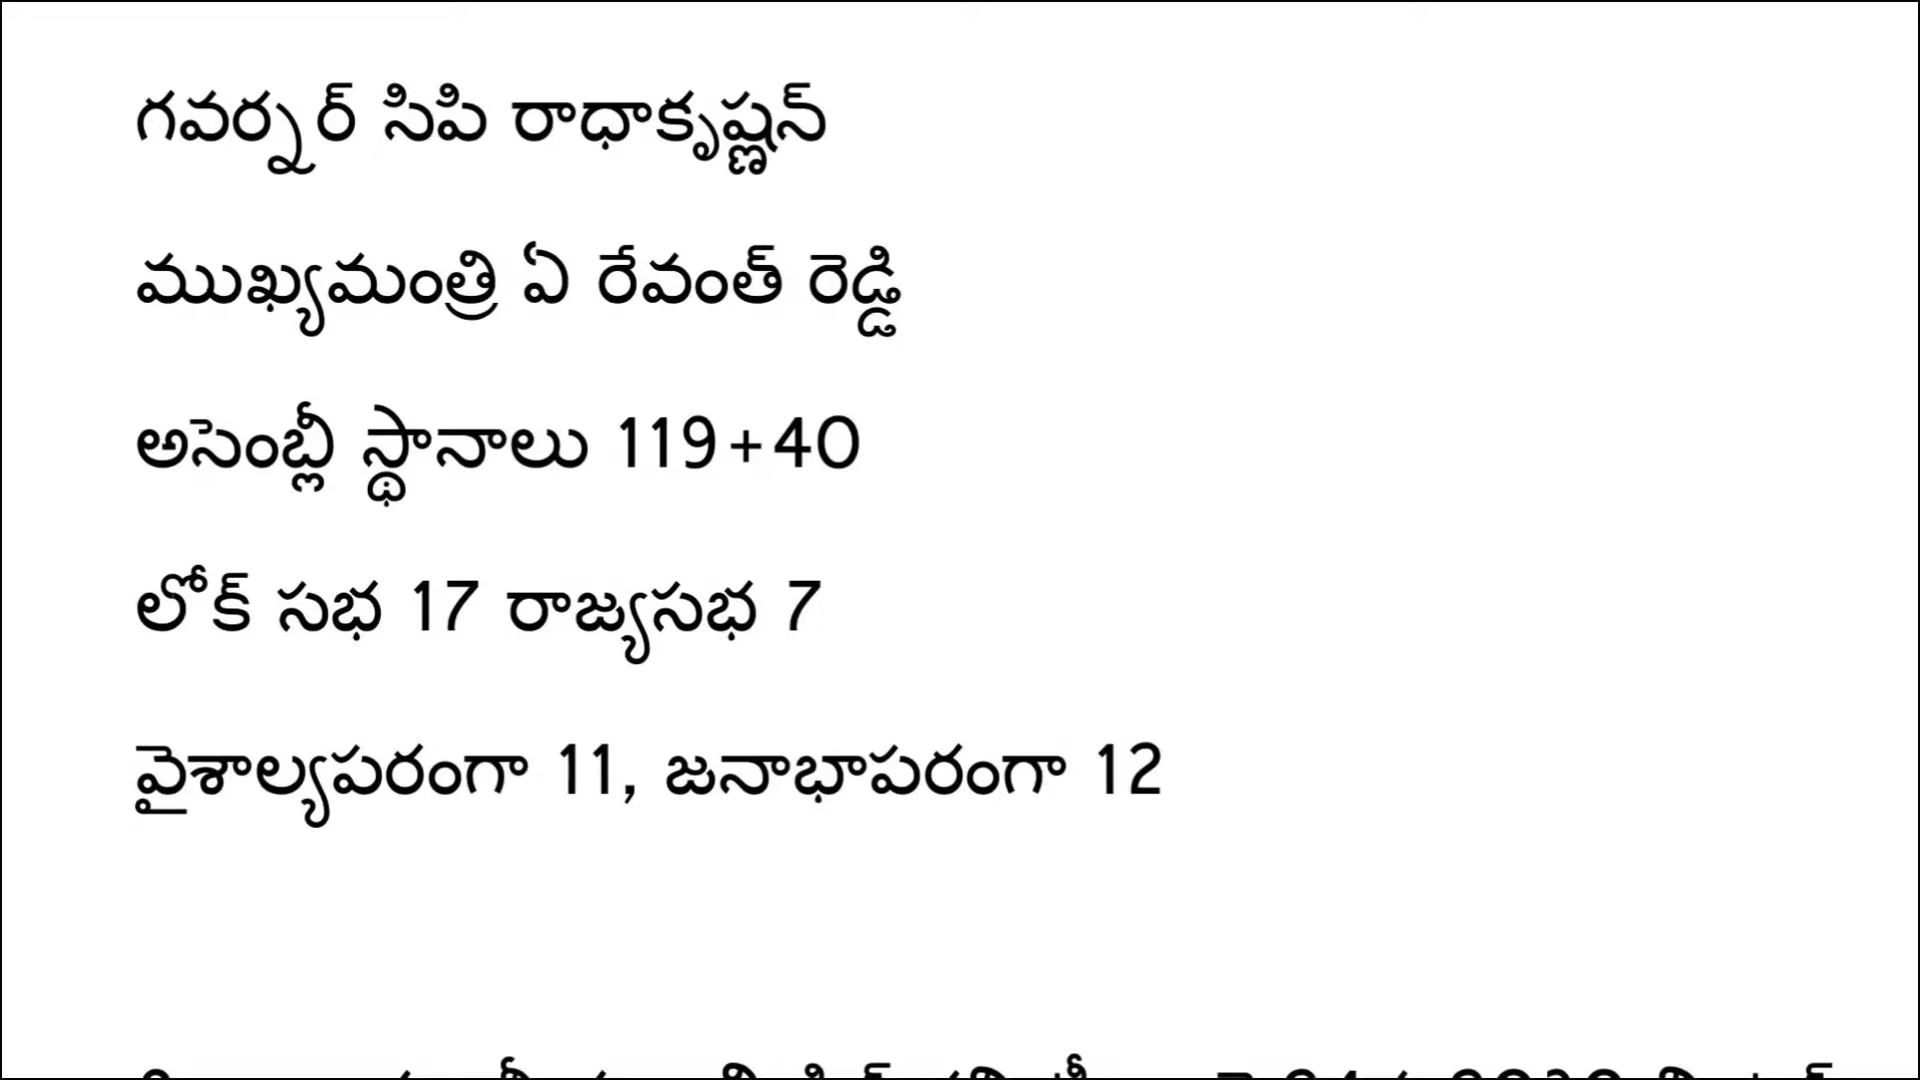 గవర్నర్ సిపి రాధాకృష్ణన్
ముఖ్యమంత్రి ఏ రేవంత్ రెడ్డి
అసెంబ్లీ స్థానాలు 119+40
లోక్ సభ 17 రాజ్యసభ 7
వైశాల్యపరంగా 11, జనాభాపరంగా 12